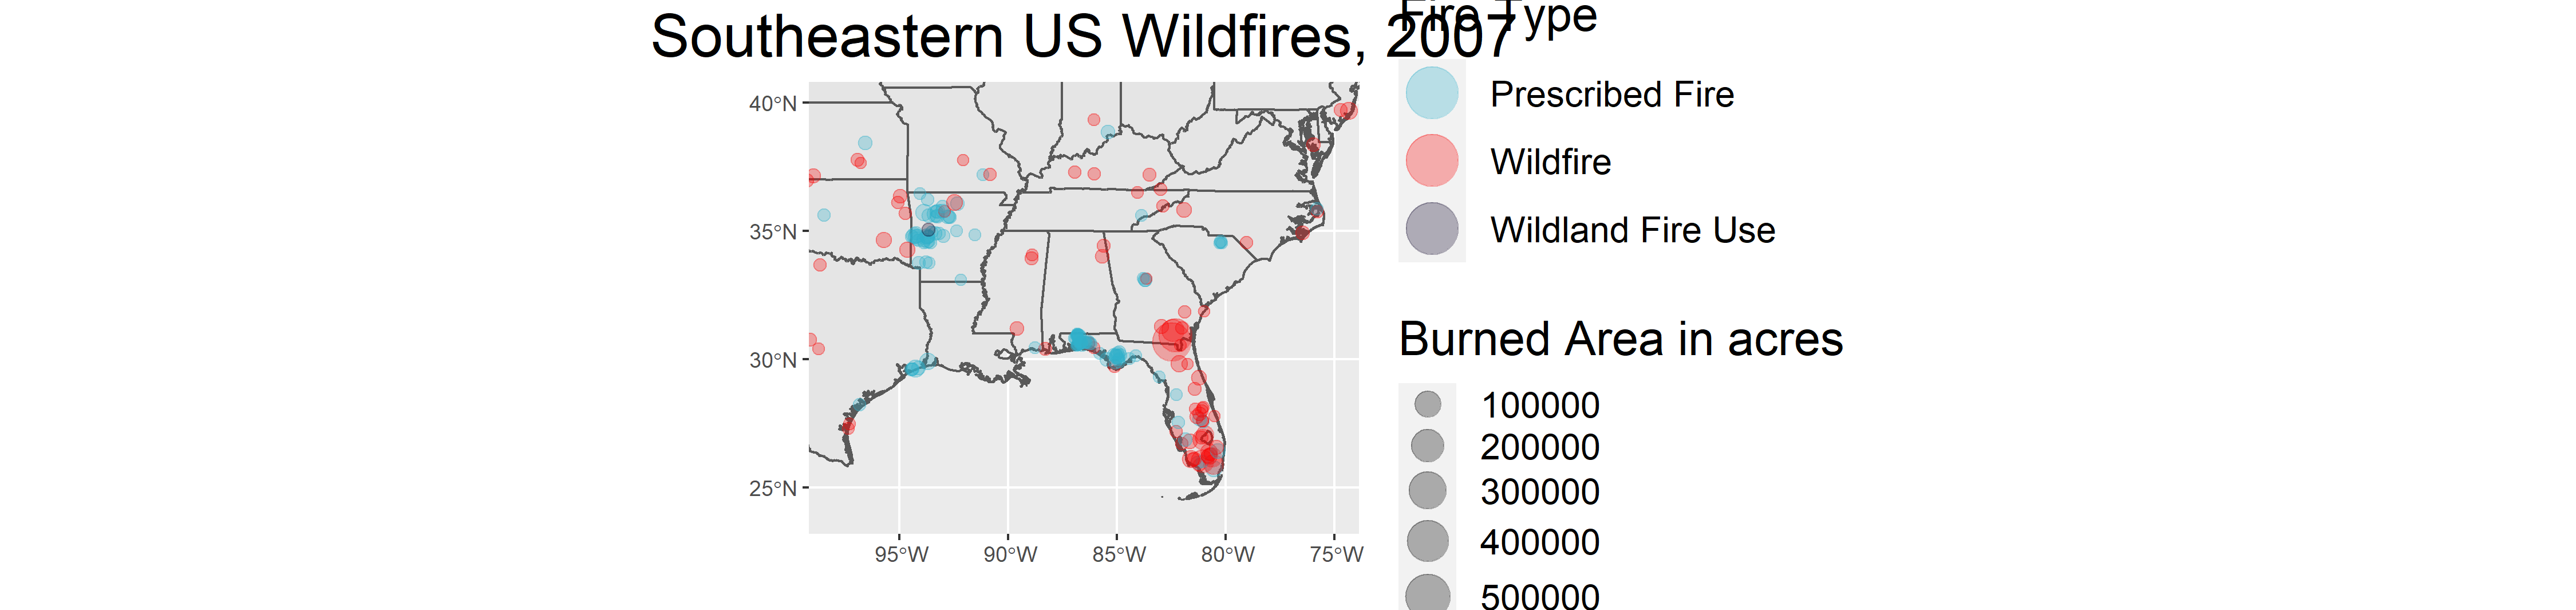 Southeastern US Wildfires, 2007
40°N
35°N
30°N
25°N
95°W
90°W
85°W
80°W
75°W
Fire Type
Prescribed Fire
Wildfire
Wildland Fire Use
Burned Area in acres
100000
200000
300000
400000
500000